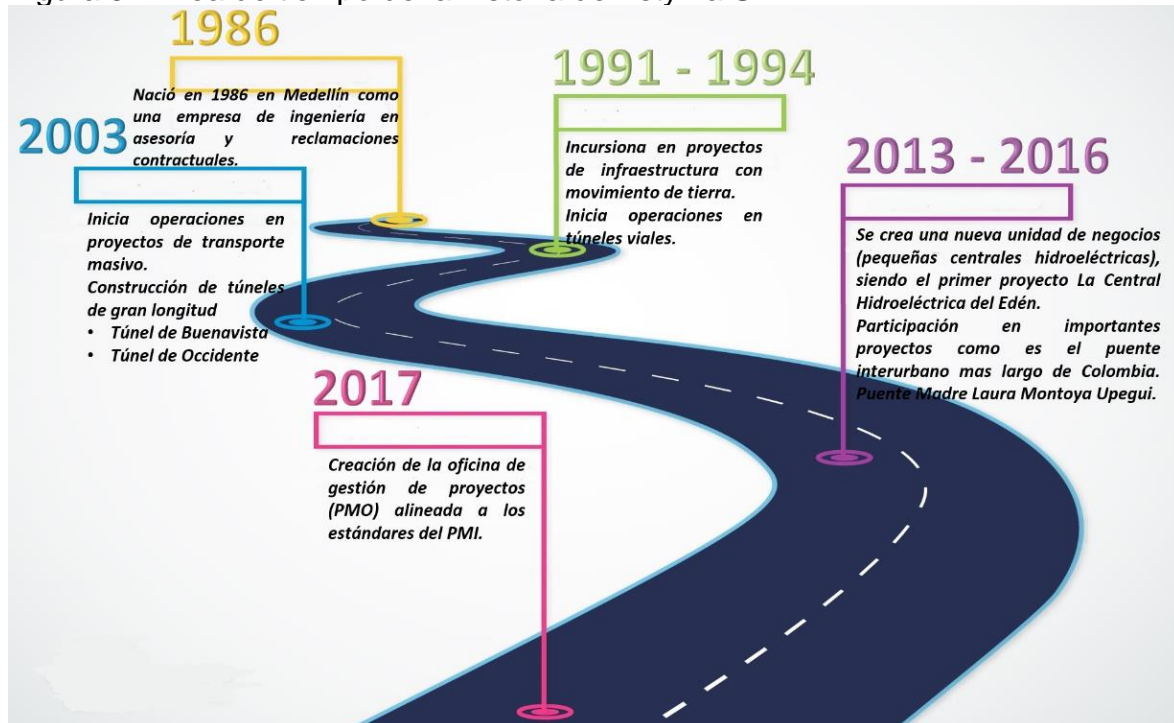 1986
Nació en 1986 en Medellín como
una empresa de ingeniería en
asesoría y reclamaciones
contractuales.
1991 - 1994
Incursiona en proyectos
de infraestructura con
movimiento de tierra.
Inicia operaciones en
túneles viales.
2003
Inicia operaciones en
proyectos de transporte
masivo.
Construcción de túneles
de gran longitud
• Túnel de Buenavista
• Túnel de Occidente
2013 - 2016
Se crea una nueva unidad de negocios
(pequeñas centrales hidroeléctricas),
siendo el primer proyecto La Central
Hidroeléctrica del Edén.
Participación en importantes
proyectos como es el puente
interurbano mas largo de Colombia.
Puente Madre Laura Montoya Upegui.
2017
Creación de la oficina de
gestión de proyectos
(PMO) alineada a los
estándares del PMI.